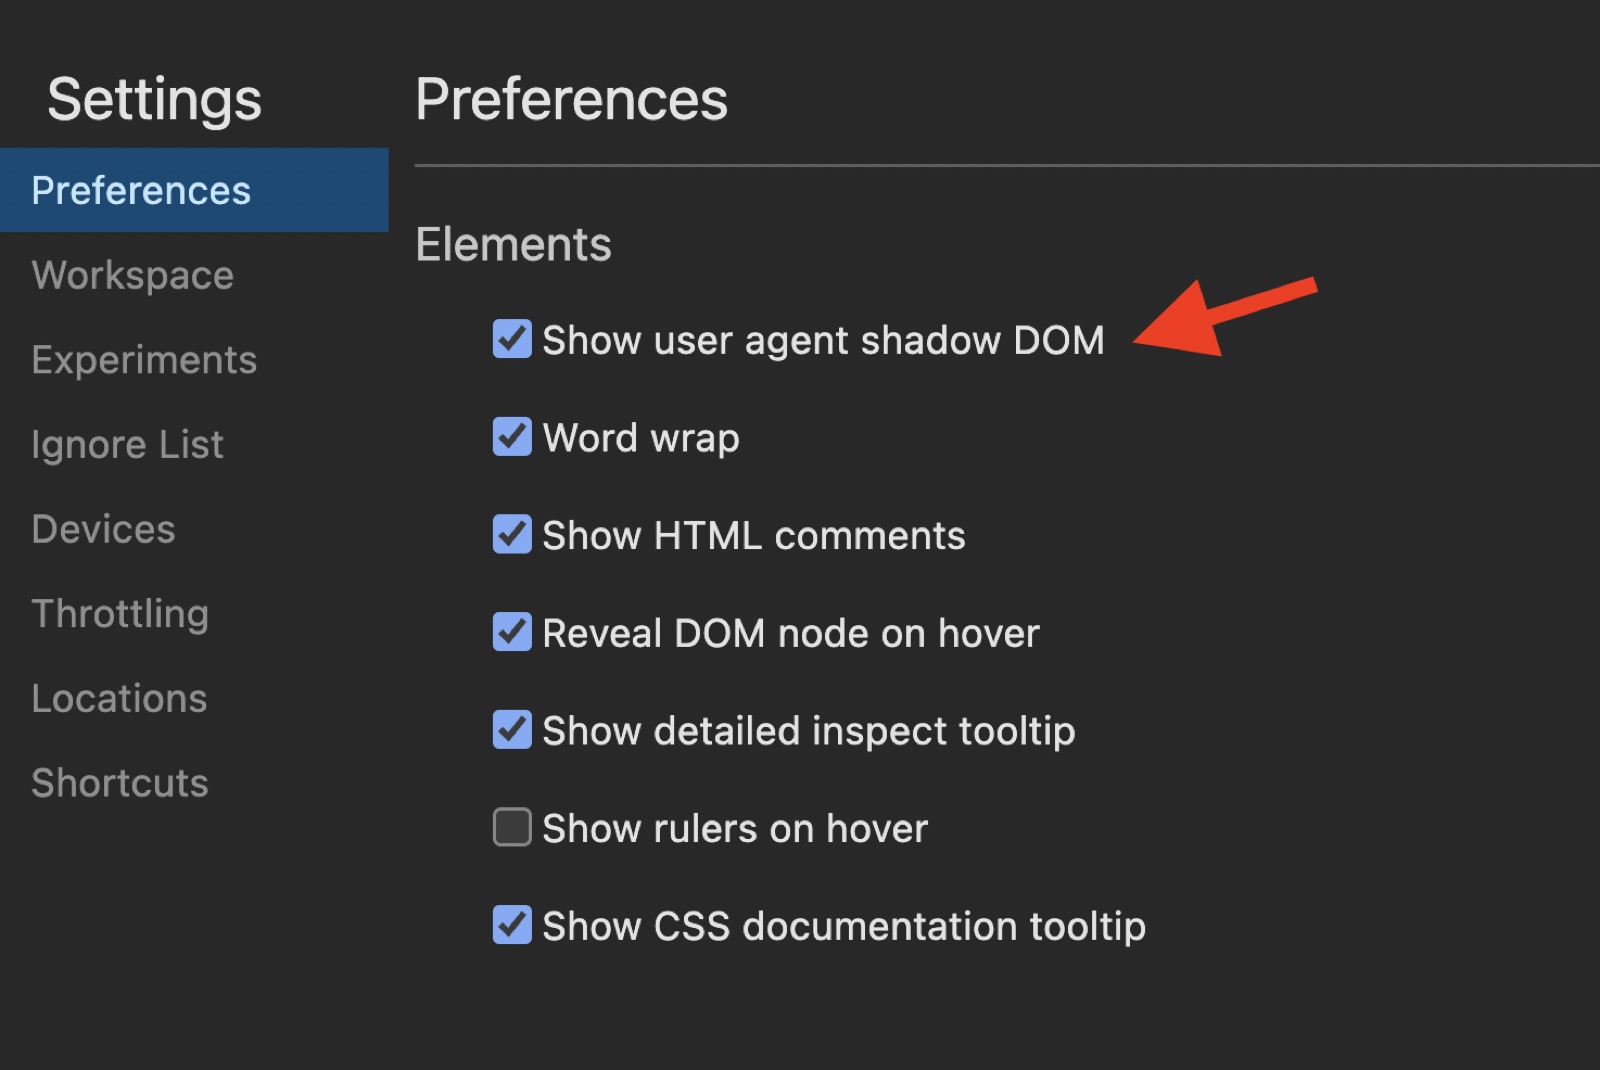 Settings
Preferences
Workspace
Experiments
Ignore List
Devices
Throttling
Locations
Shortcuts
Preferences
Elements
Show user agent shadow DOM
Word wrap
Show HTML comments
Reveal DOM node on hover
Show detailed inspect tooltip
Show rulers on hover
Show CSS documentation tooltip